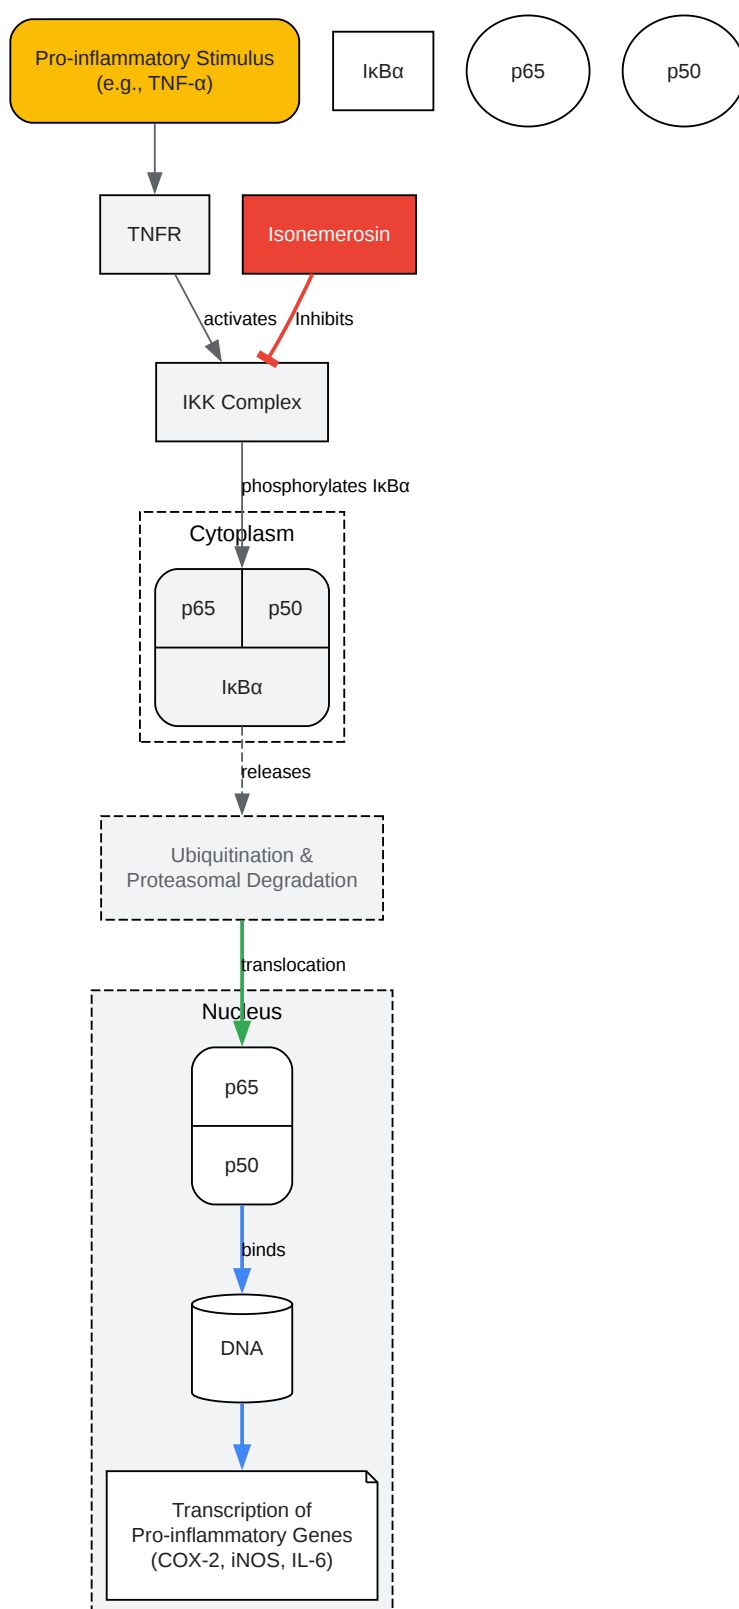 Pro-inflammatory Stimulus
(e.g., TNF-α)
IκBα
p65
p50
TNFR
Isonemerosin
activates
Inhibits
IKK Complex
phosphorylates IκBα
Cytoplasm
p65
p50
IκBα
releases
Ubiquitination &
Proteasomal Degradation
translocation
Nucleus
p65
p50
binds
DNA
Transcription of
Pro-inflammatory Genes
(COX-2, iNOS, IL-6)